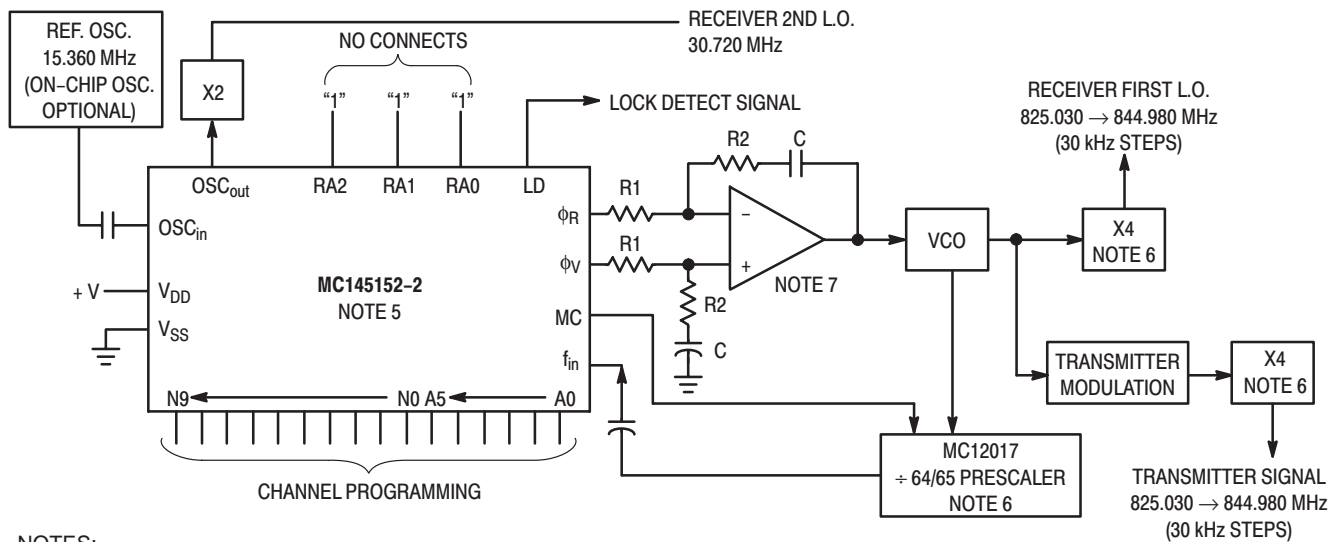 REF. OSC.
15.360 MHz
(ON–CHIP OSC.
OPTIONAL)
X2
NO CONNECTS
“1” “1” “1”
RECEIVER 2ND L.O.
30.720 MHz
LOCK DETECT SIGNAL
RECEIVER FIRST L.O.
825.030 → 844.980 MHz
(30 kHz STEPS)
OSCout RA2 RA1 RA0 LD
OSCin
+ V VDD
VSS
MC145152–2
NOTE 5
ϕR
ϕV
MC
fin
N9 N0 A5 A0
CHANNEL PROGRAMMING
R1
R1
R2 C
–
+
NOTE 7
R2
C
VCO
X4
NOTE 6
TRANSMITTER
MODULATION
X4
NOTE 6
MC12017
÷ 64/65 PRESCALER
NOTE 6
TRANSMITTER SIGNAL
825.030 → 844.980 MHz
(30 kHz STEPS)